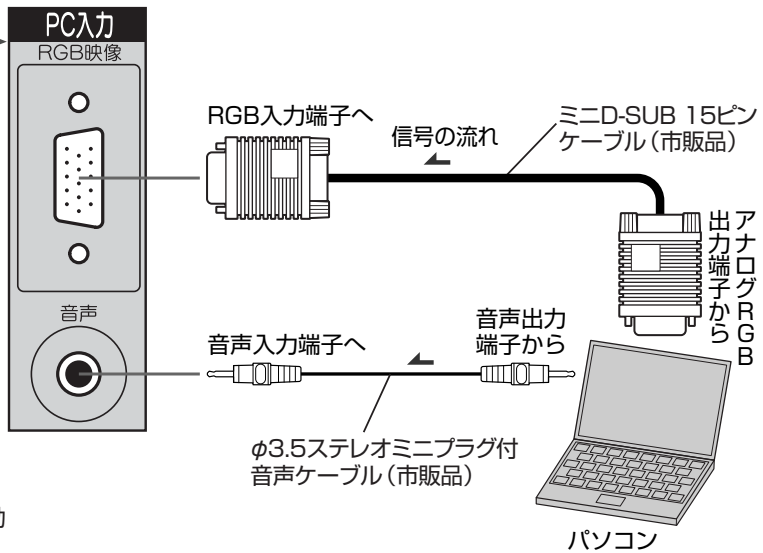 PC入力
RGB映像
RGB入力端子へ
信号の流れ
ミニD-SUB 15ピン
ケーブル（市販品）
アナログRGB
出力端子から
音声
音声入力端子へ
音声出力
端子から
φ3.5ステレオミニプラグ付
音声ケーブル（市販品）
パソコン